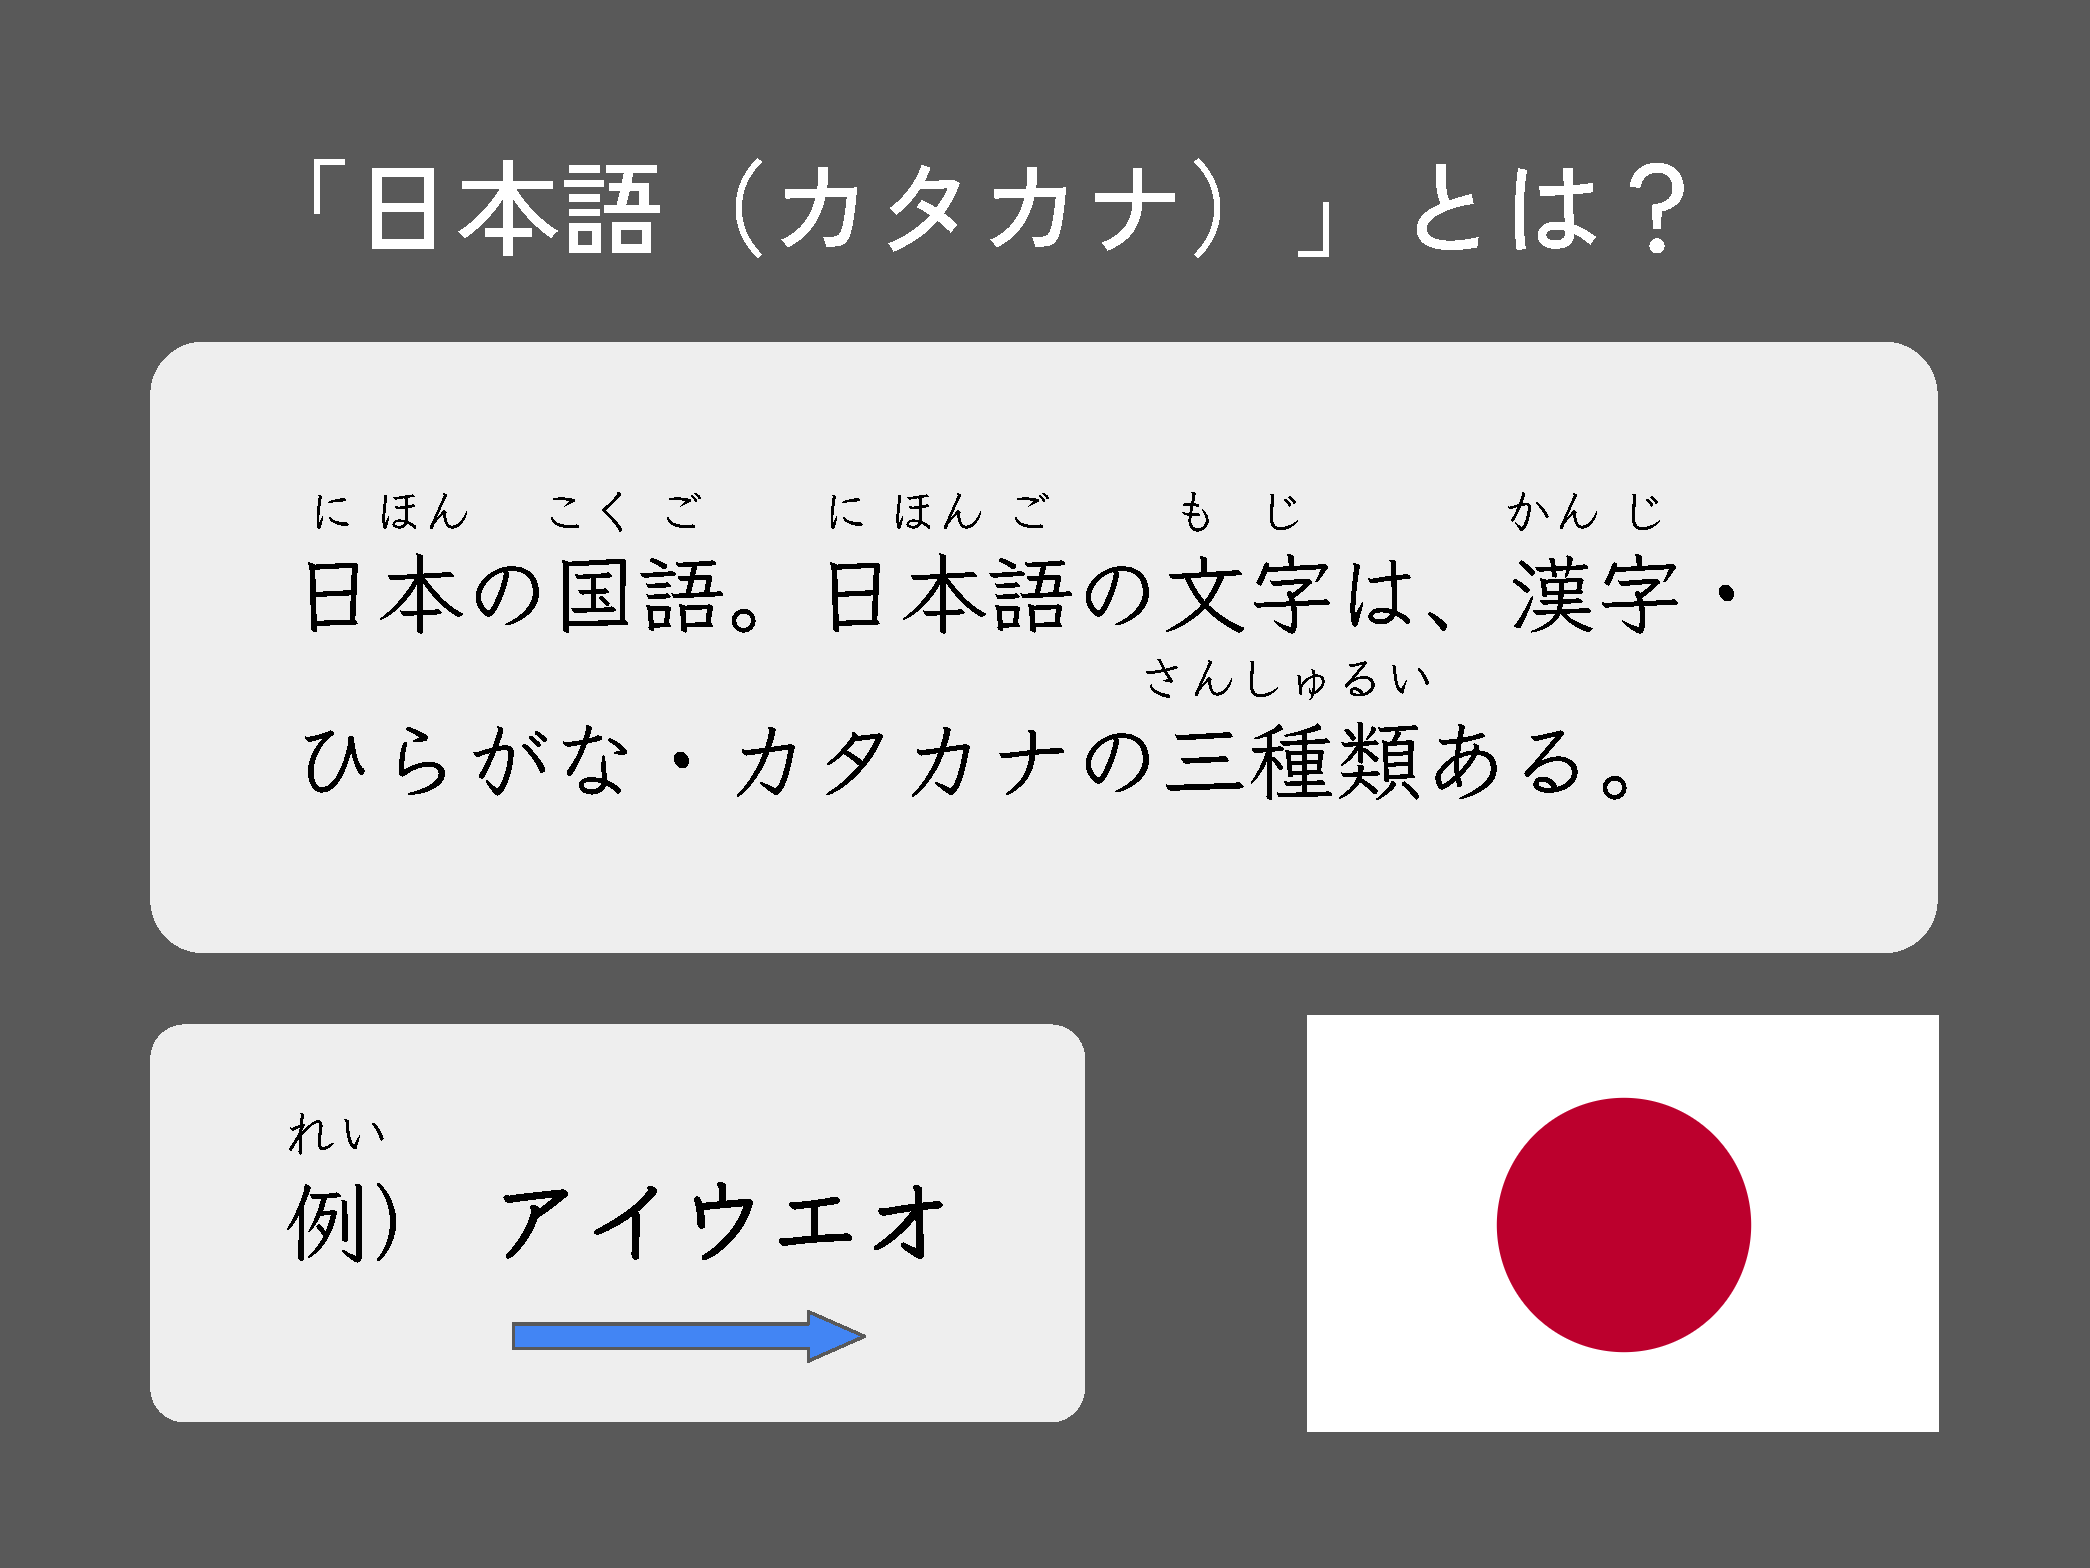 「日本語（カタカナ）」とは？
にほん こくご にほんご もじ かんじ
日本の国語。日本語の文字は、漢字・
さんしゅるい
ひらがな・カタカナの三種類ある。
れい
例） アイウエオ